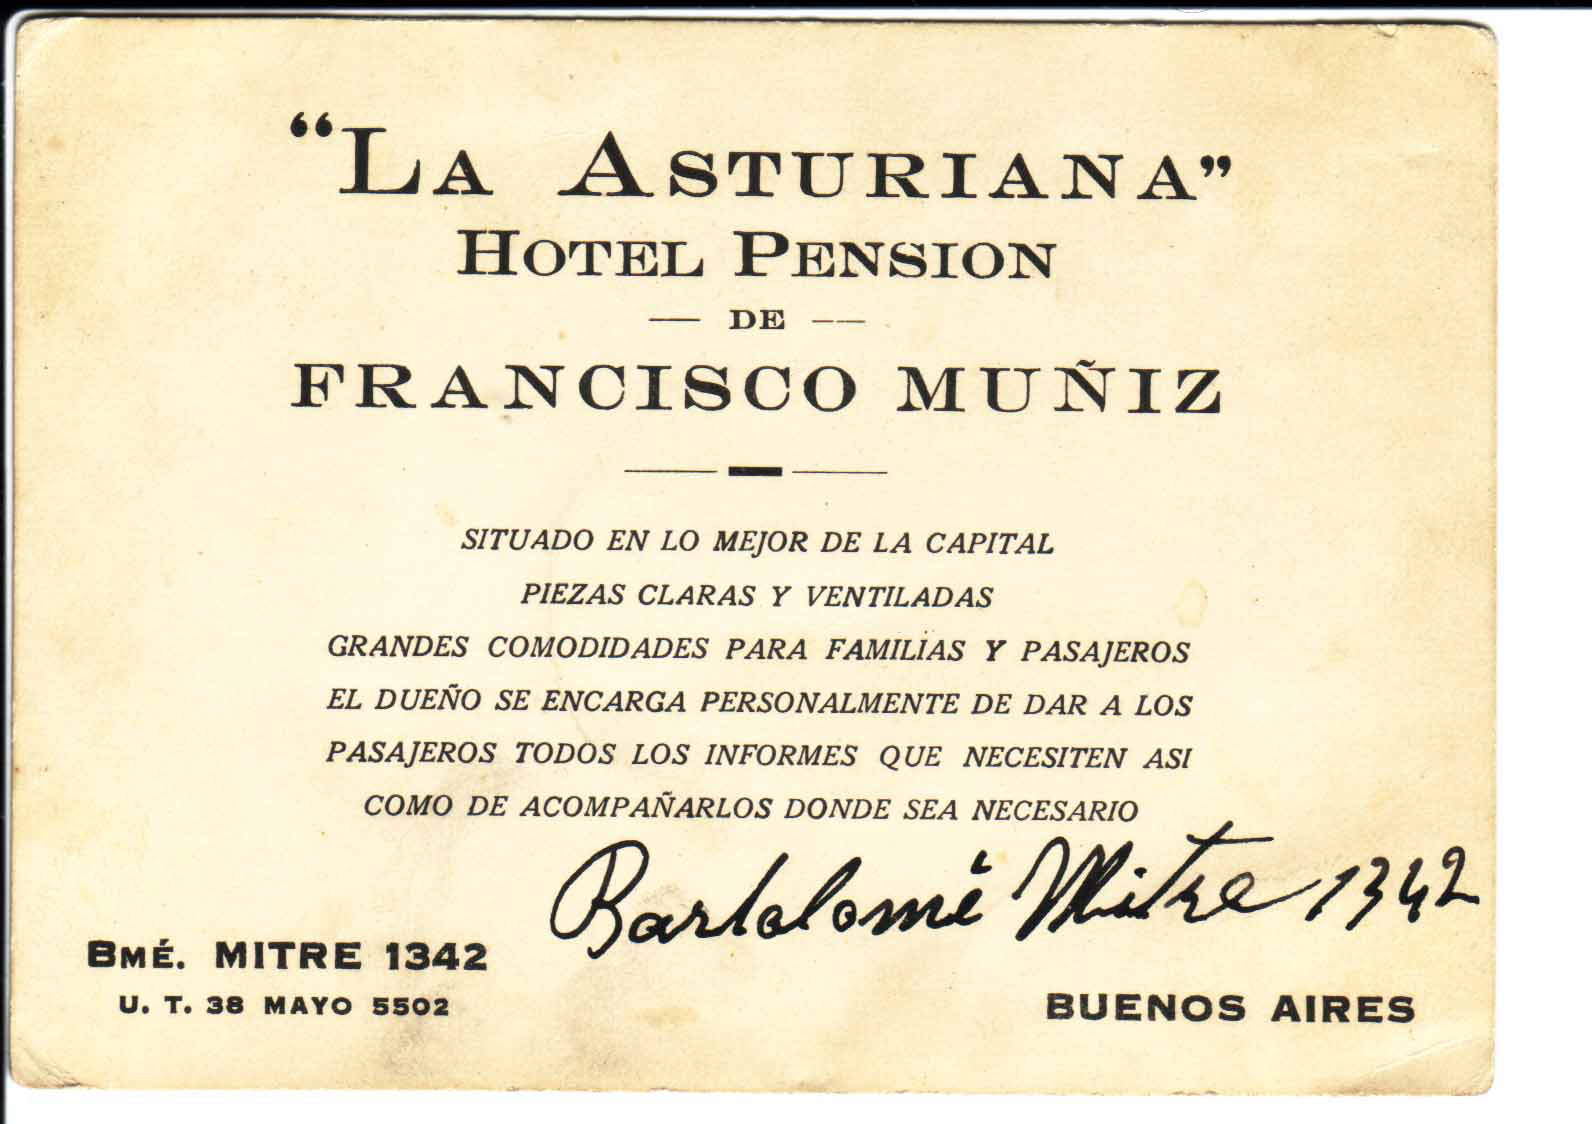 “LA ASTURIANA”
HOTEL PENSION
— DE —
FRANCISCO MUÑIZ
SITUADO EN LO MEJOR DE LA CAPITAL
PIEZAS CLARAS Y VENTILADAS
GRANDES COMODIDADES PARA FAMILIAS Y PASAJEROS
EL DUEÑO SE ENCARGA PERSONALMENTE DE DAR A LOS
PASAJEROS TODOS LOS INFORMES QUE NECESITEN ASI
COMO DE ACOMPAÑARLOS DONDE SEA NECESARIO
Bartolomé Mitre 1342
BMÉ. MITRE 1342
U. T. 38 MAYO 5502
BUENOS AIRES